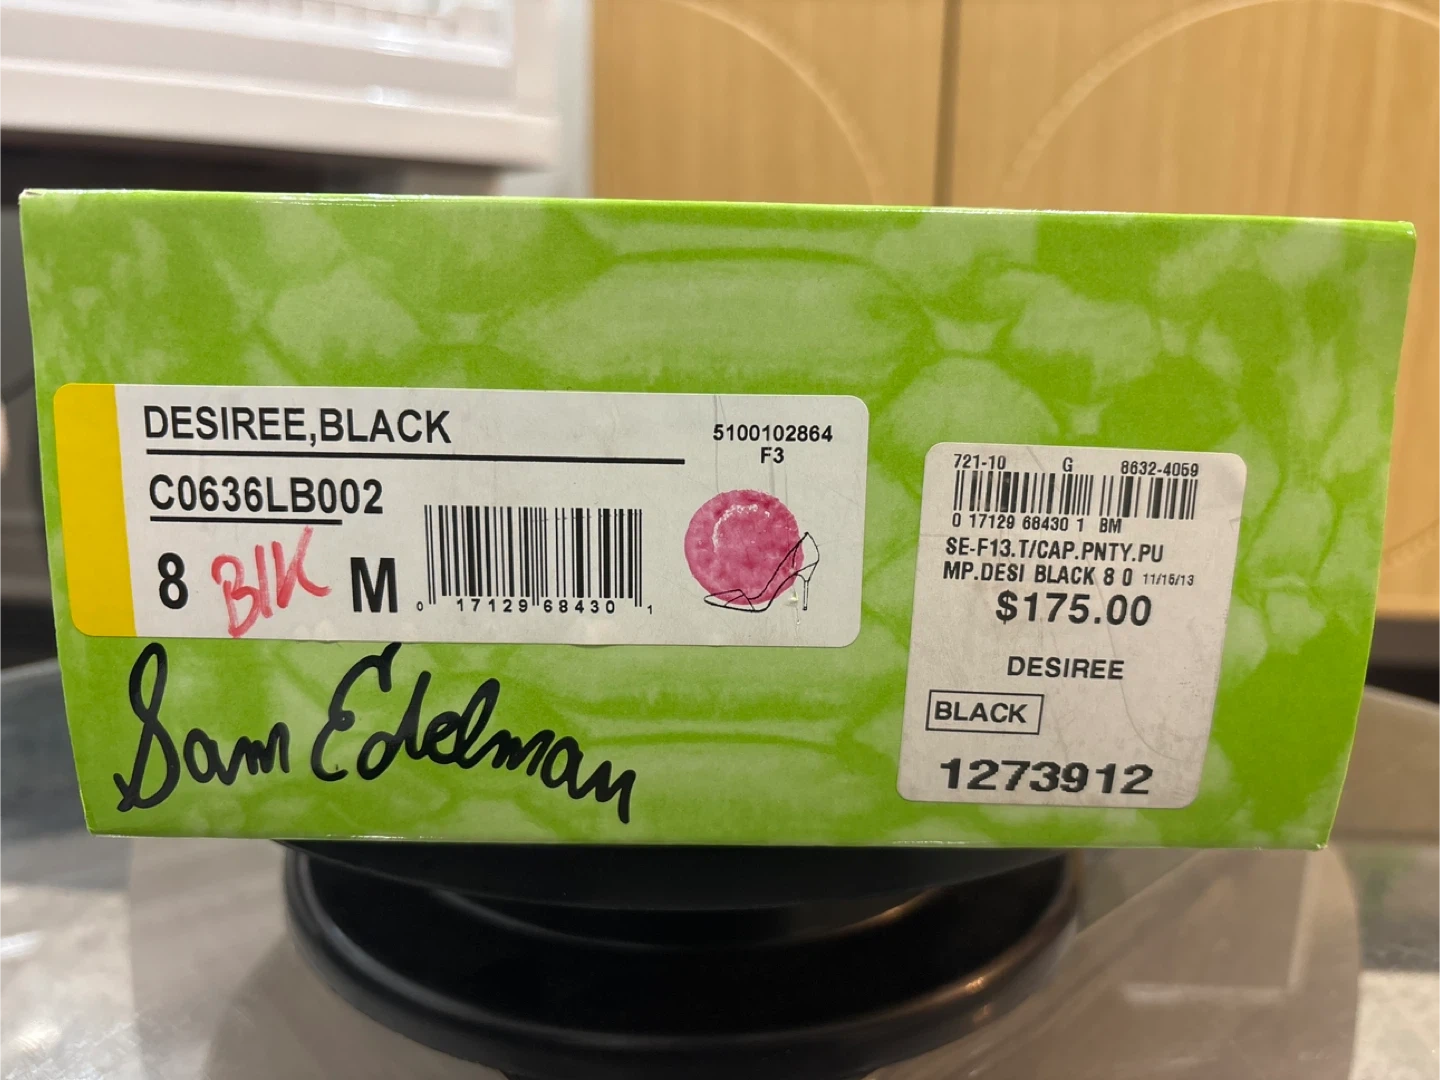 DESIREE,BLACK
5100102864
F3
C0636LB002
8 BlK M
0 17129 68430 1
Sam Edelman
721-10 G 8632-4059
0 17129 68430 1 BM
SE-F13.T/CAP.PNTY.PU
MP.DESI BLACK 8 0 11/15/13
$175.00
DESIREE
BLACK
1273912